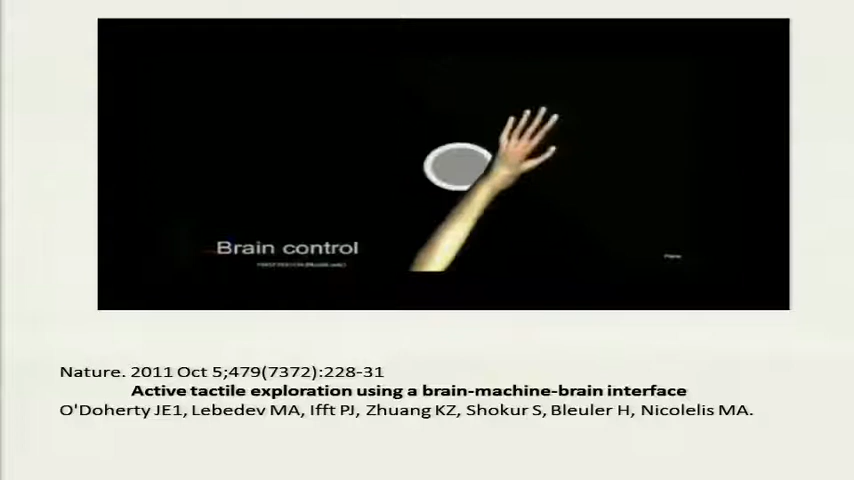 Brain control
Nature. 2011 Oct 5;479(7372):228-31
Active tactile exploration using a brain-machine-brain interface
O'Doherty JE1, Lebedev MA, Ifft PJ, Zhuang KZ, Shokur S, Bleuler H, Nicolelis MA.